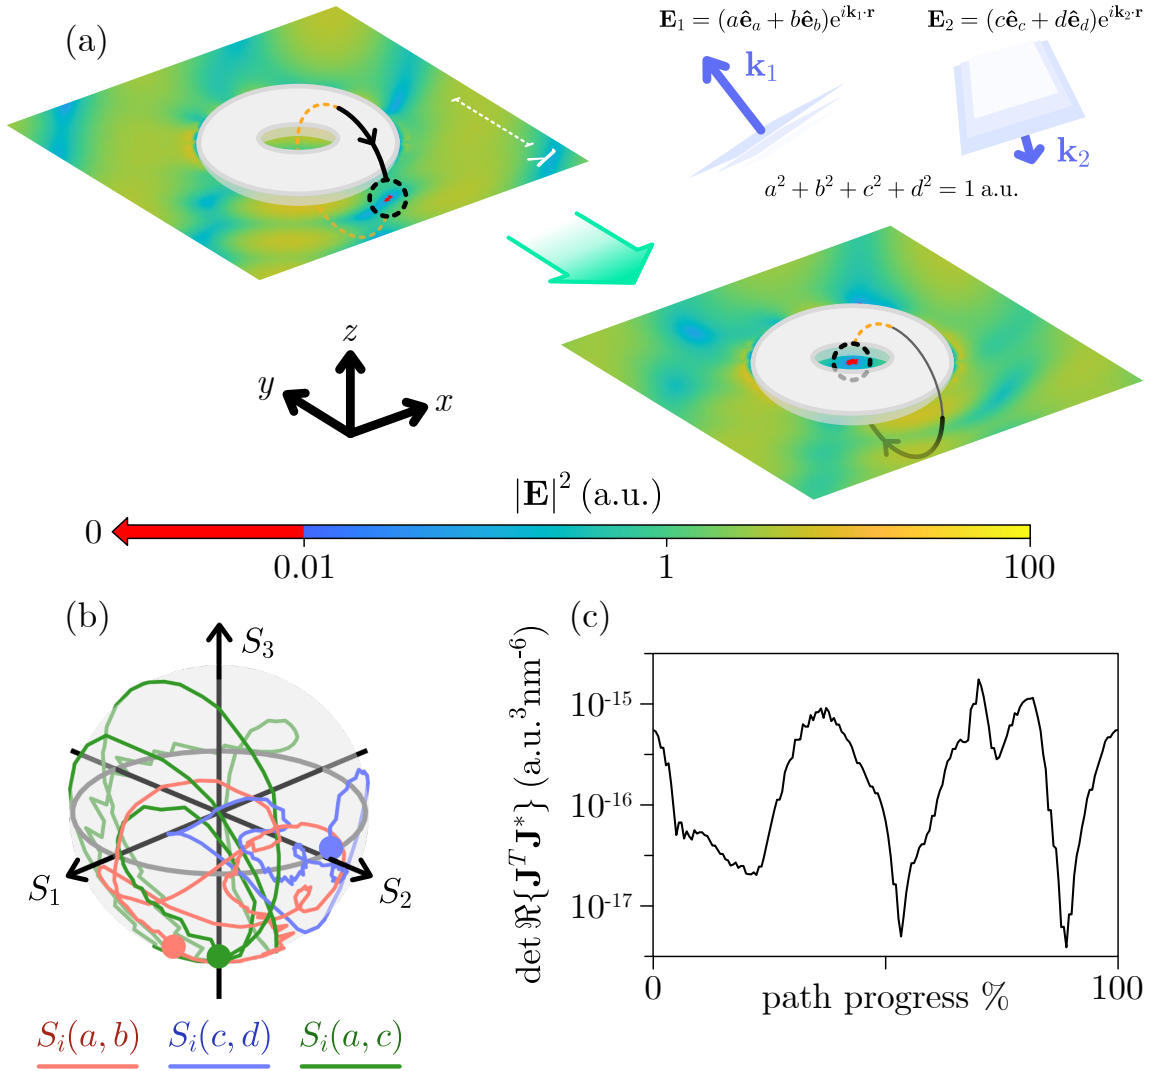 (a)
E₁ = (aê_a + bê_b)e^{ik₁·r}
E₂ = (cê_c + dê_d)e^{ik₂·r}
k₁
k₂
λ
a² + b² + c² + d² = 1 a.u.
z
y
x
|E|² (a.u.)
0
0.01
1
100
(b)
S₃
S₁
S₂
S_i(a, b)
S_i(c, d)
S_i(a, c)
(c)
det ℜ{J^T J*} (a.u.³nm⁻⁶)
10⁻¹⁵
10⁻¹⁶
10⁻¹⁷
0
100
path progress %